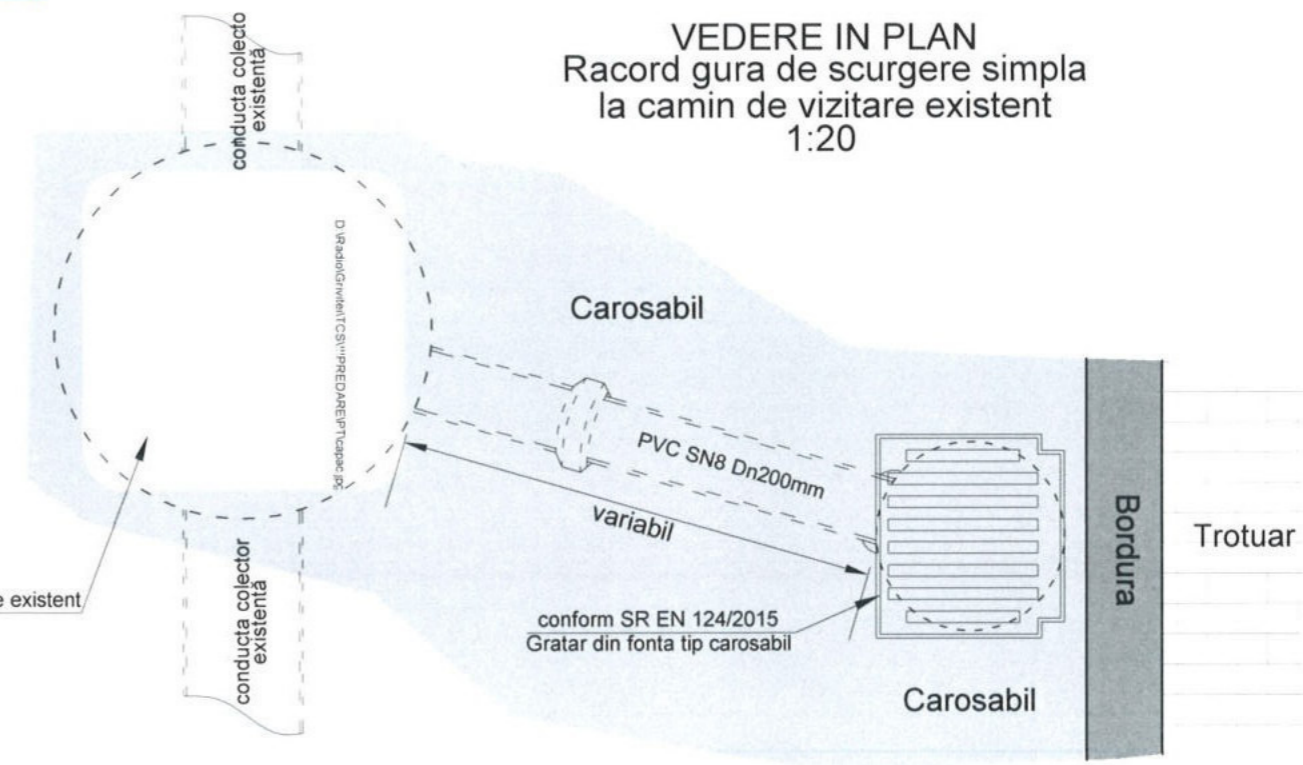 VEDERE IN PLAN
Racord gura de scurgere simpla
la camin de vizitare existent
1:20
conducta colecto
existentă
Carosabil
PVC SN8 Dn200mm
variabil
Bordura
Trotuar
e existent
conducta colector
existentă
conform SR EN 124/2015
Gratar din fonta tip carosabil
Carosabil